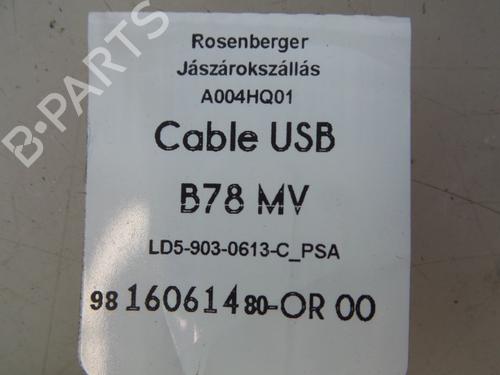 B-PARTS
Rosenberger
Jászárokszállás
A004HQ01
Cable USB
B78 MV
LD5-903-0613-C_PSA
98 160614 80-OR 00